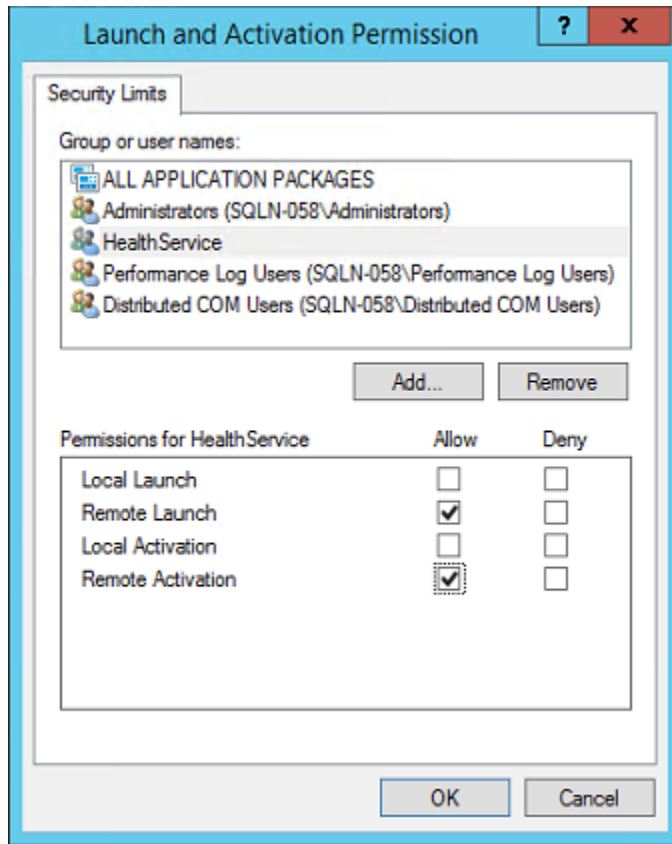 Launch and Activation Permission ? x
Security Limits
Group or user names:
ALL APPLICATION PACKAGES
Administrators (SQLN-058\Administrators)
HealthService
Performance Log Users (SQLN-058\Performance Log Users)
Distributed COM Users (SQLN-058\Distributed COM Users)
Add... Remove
Permissions for HealthService Allow Deny
Local Launch
Remote Launch
Local Activation
Remote Activation
OK Cancel